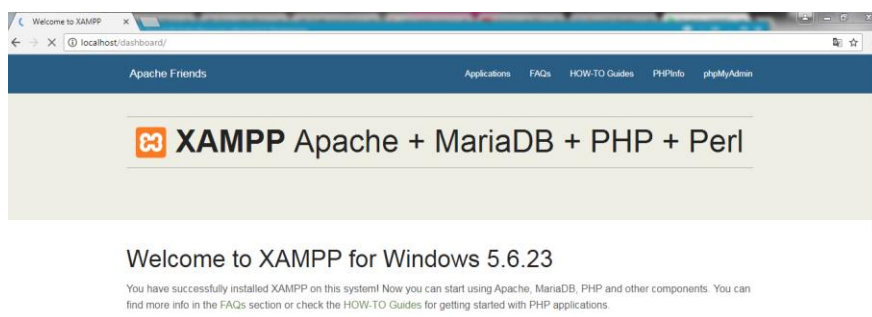 Welcome to XAMPP
localhost/dashboard/
Apache Friends
Applications FAQs HOW-TO Guides PHPInfo phpMyAdmin
XAMPP Apache + MariaDB + PHP + Perl
Welcome to XAMPP for Windows 5.6.23
You have successfully installed XAMPP on this system! Now you can start using Apache, MariaDB, PHP and other components. You can
find more info in the FAQs section or check the HOW-TO Guides for getting started with PHP applications.